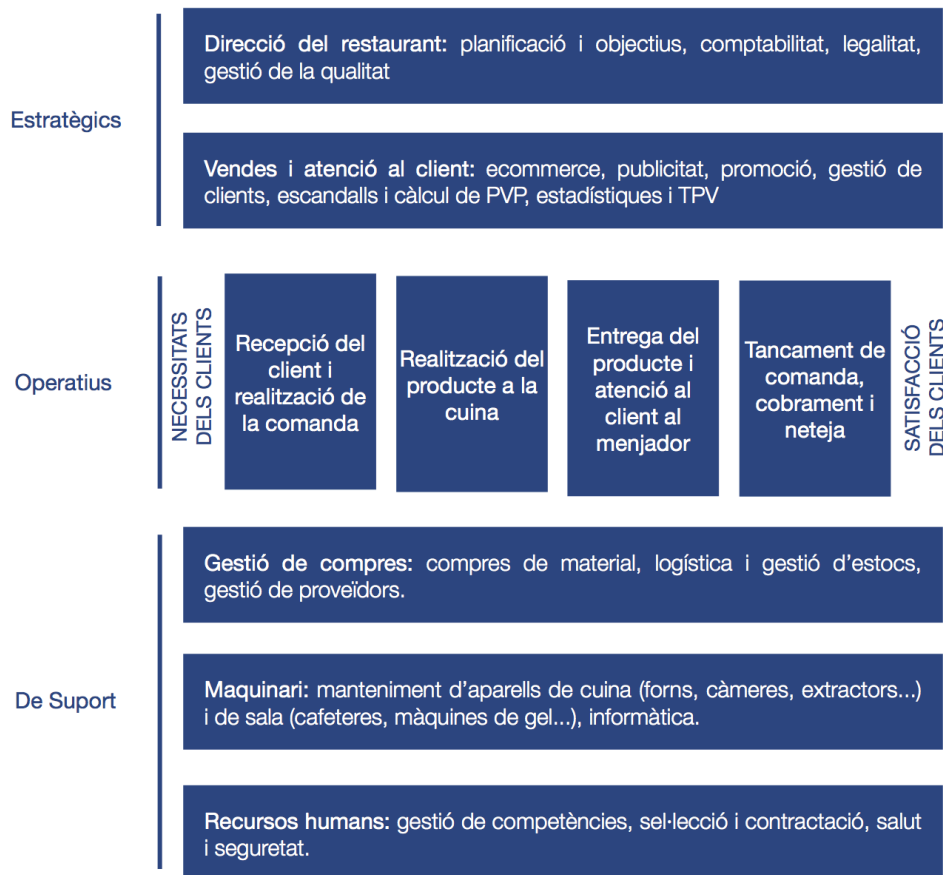 Estratègics
Direcció del restaurant: planificació i objectius, comptabilitat, legalitat,
gestió de la qualitat
Vendes i atenció al client: ecommerce, publicitat, promoció, gestió de
clients, escandalls i càlcul de PVP, estadístiques i TPV
Operatius
NECESSITATS
DELS CLIENTS
Recepció del
client i
realització de
la comanda
Realització del
producte a la
cuina
Entrega del
producte i
atenció al
client al
menjador
Tancament de
comanda,
cobrament i
neteja
SATISFACCIÓ
DELS CLIENTS
De Suport
Gestió de compres: compres de material, logística i gestió d'estocs,
gestió de proveïdors.
Maquinari: manteniment d'aparells de cuina (forns, càmeres, extractors...)
i de sala (cafeteres, màquines de gel...), informàtica.
Recursos humans: gestió de competències, sel·lecció i contractació, salut
i seguretat.